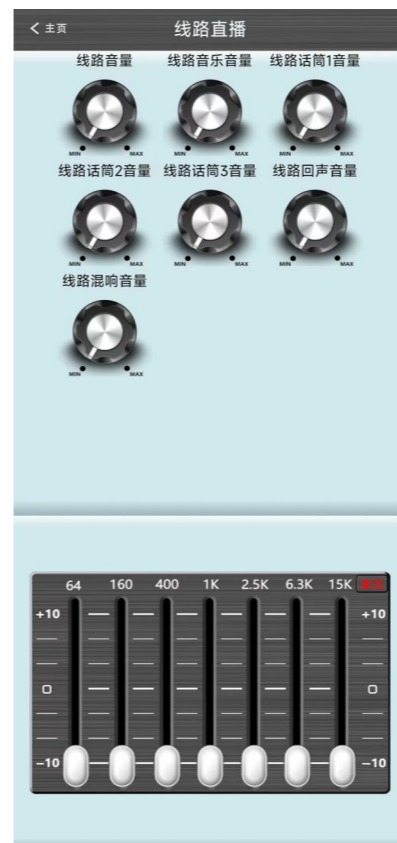 主页 线路直播
线路音量 线路音乐音量 线路话筒1音量
MIN MAX MIN MAX MIN MAX
线路话筒2音量 线路话筒3音量 线路回声音量
MIN MAX MIN MAX MIN MAX
线路混响音量
MIN MAX
64 160 400 1K 2.5K 6.3K 15K
+10 +10
0 0
-10 -10